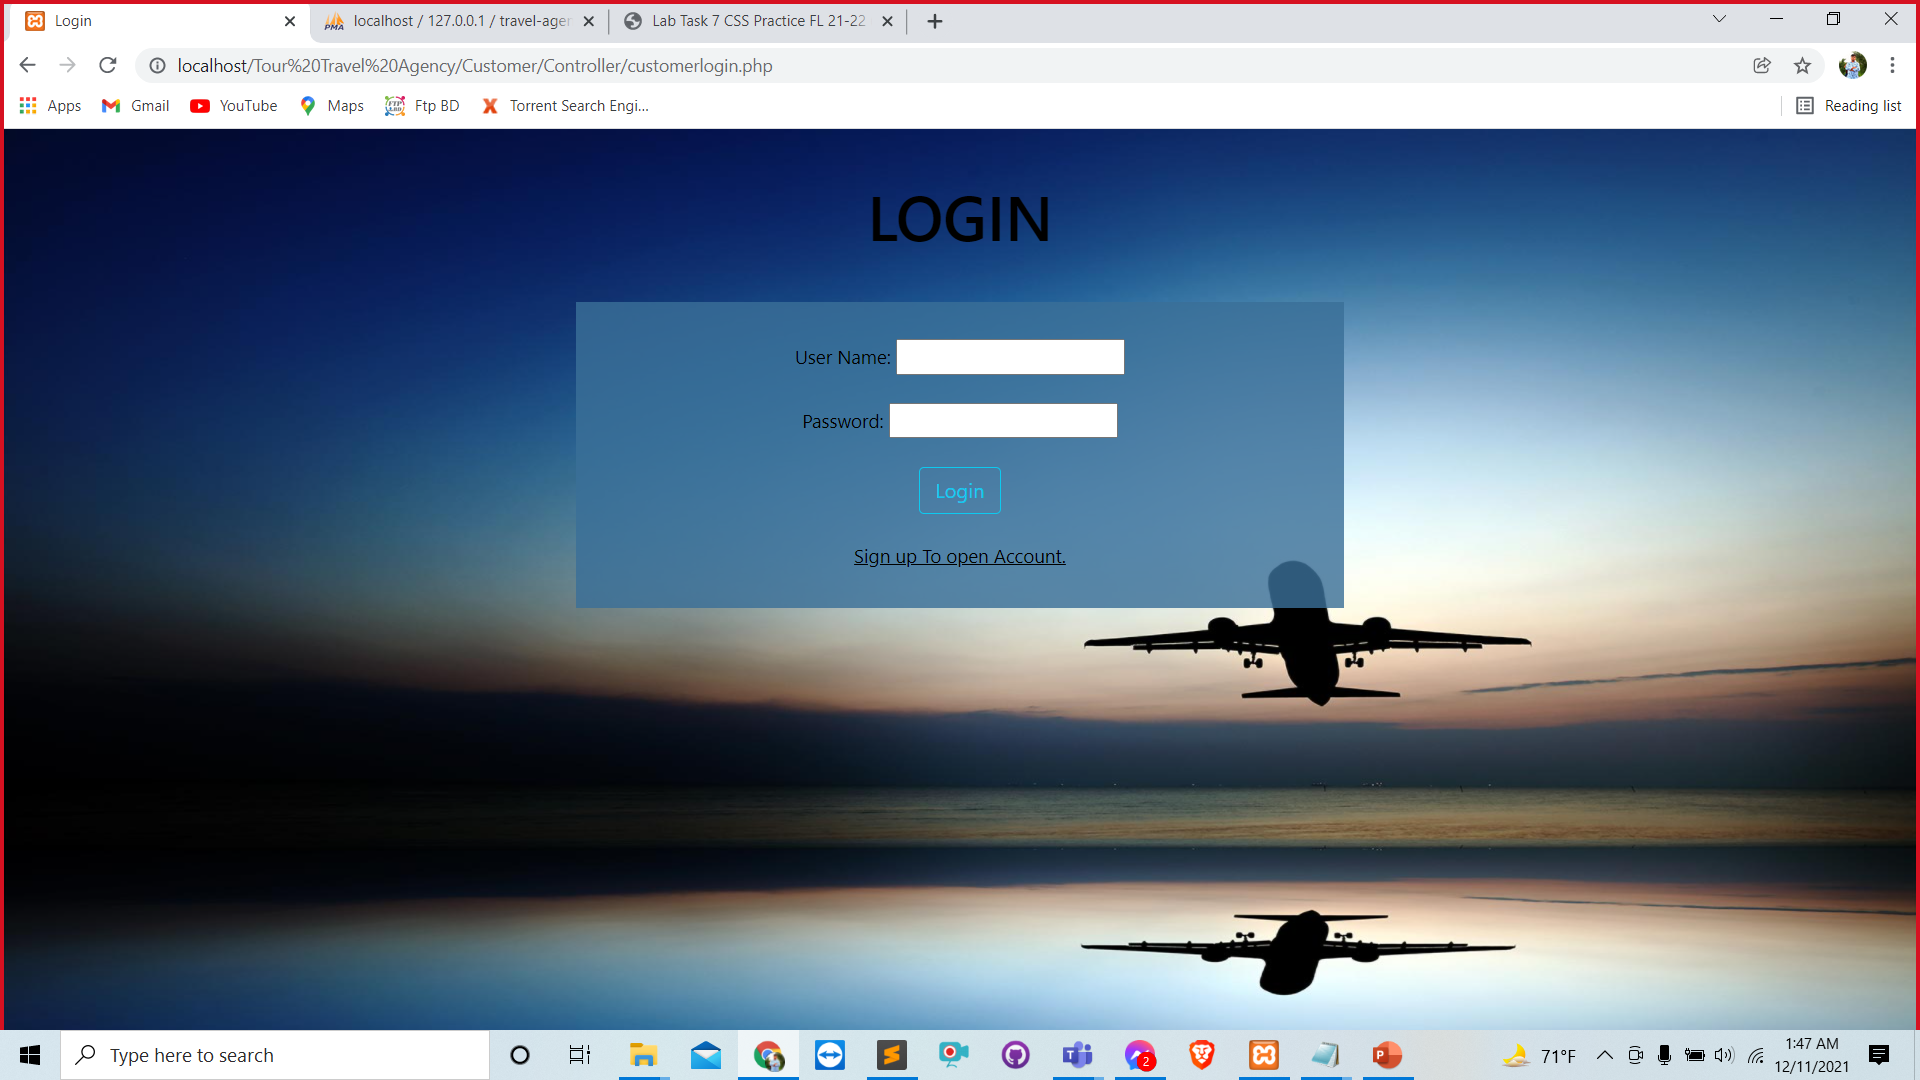 Login
localhost / 127.0.0.1 / travel-agen
Lab Task 7 CSS Practice FL 21-22
localhost/Tour%20Travel%20Agency/Customer/Controller/customerlogin.php
Apps
Gmail
YouTube
Maps
Ftp BD
Torrent Search Engi...
Reading list
LOGIN
User Name:
Password:
Login
Sign up To open Account.
Type here to search
2
71°F
1:47 AM
12/11/2021